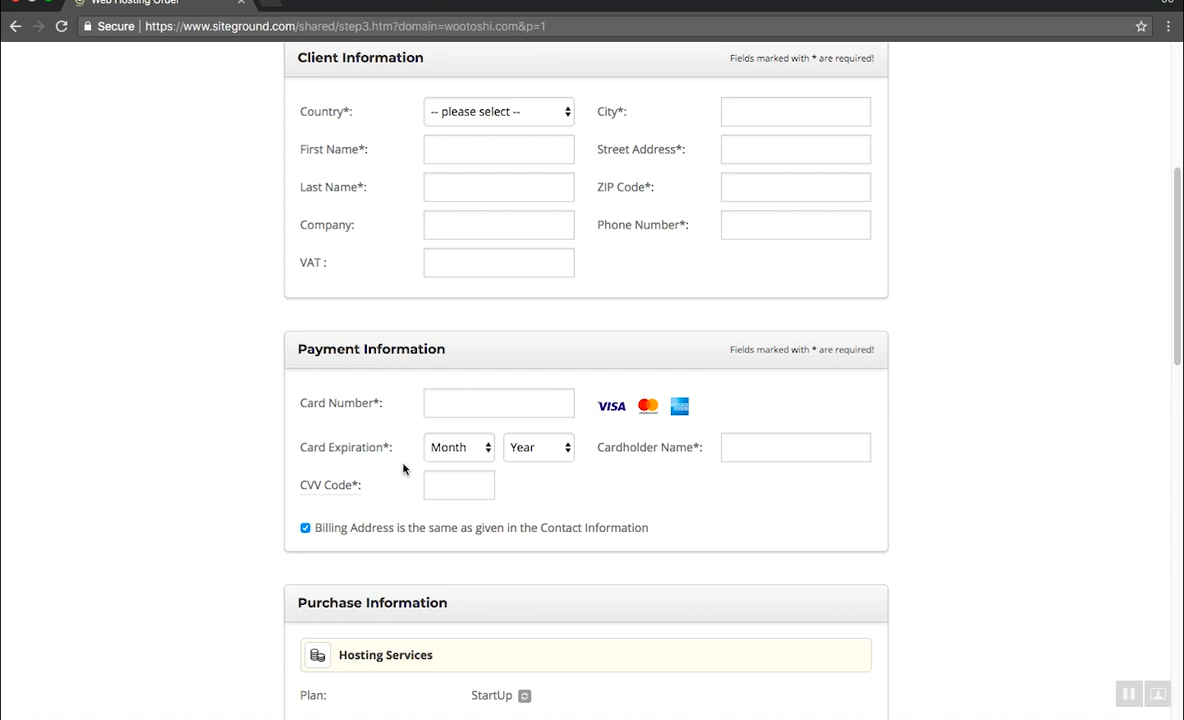 Web Hosting Order
Secure https://www.siteground.com/shared/step3.htm?domain=wootoshi.com&p=1
Client Information
Fields marked with * are required!
Country*: -- please select -- City*:
First Name*: Street Address*:
Last Name*: ZIP Code*:
Company: Phone Number*:
VAT :
Payment Information
Fields marked with * are required!
Card Number*: VISA
Card Expiration*: Month Year Cardholder Name*:
CVV Code*:
Billing Address is the same as given in the Contact Information
Purchase Information
Hosting Services
Plan: StartUp